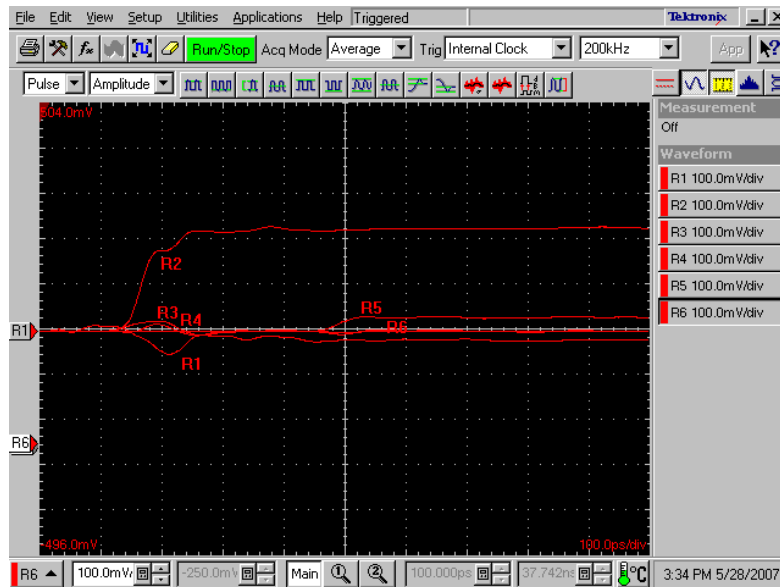 File Edit View Setup Utilities Applications Help Triggered Tektronix
Run/Stop Acq Mode Average Trig Internal Clock 200kHz App
Pulse Amplitude
504.0mV
Measurement
Off
Waveform
R1 100.0mV/div
R2 100.0mV/div
R3 100.0mV/div
R4 100.0mV/div
R5 100.0mV/div
R6 100.0mV/div
R2
R3
R4
R5
R6
R1
R1
R6
-496.0mV 100.0ps/div
R6 100.0mV/ -250.0mV Main 1 2 100.000ps 37.742ns °C 3:34 PM 5/28/2007